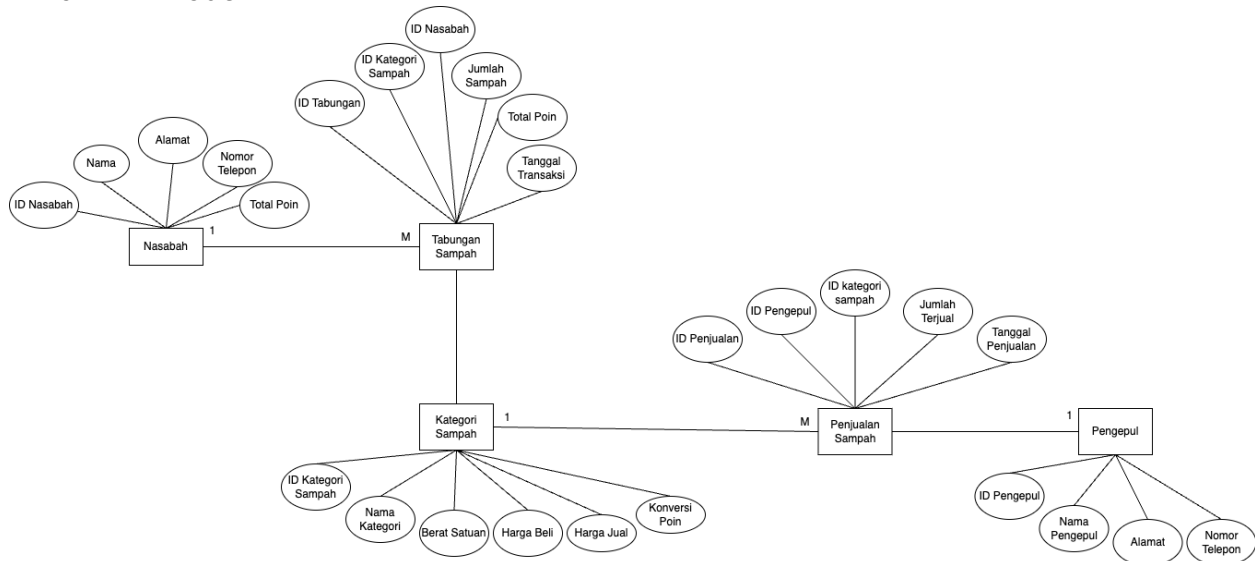 ID Nasabah
ID Kategori
Sampah
Jumlah
Sampah
ID Tabungan
Total Poin
Tanggal
Transaksi
Alamat
Nama
Nomor
Telepon
ID Nasabah
Total Poin
Nasabah
1
M
Tabungan
Sampah
ID kategori
sampah
ID Pengepul
Jumlah
Terjual
ID Penjualan
Tanggal
Penjualan
Kategori
Sampah
1
M
Penjualan
Sampah
1
Pengepul
ID Kategori
Sampah
Nama
Kategori
Berat Satuan
Harga Beli
Harga Jual
Konversi
Poin
ID Pengepul
Nama
Pengepul
Alamat
Nomor
Telepon